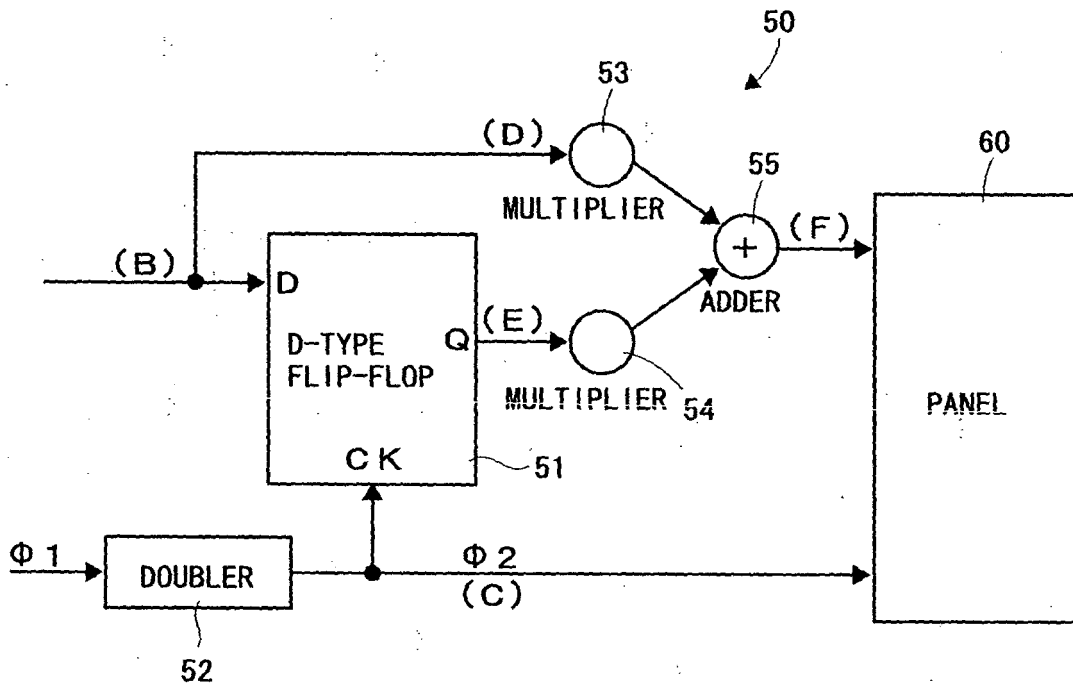 50
53
(D)
55
60
MULTIPLIER
(F)
(B)
D
+
ADDER
Q
(E)
D-TYPE
FLIP-FLOP
MULTIPLIER
54
PANEL
CK
51
Φ1
DOUBLER
Φ2
(C)
52